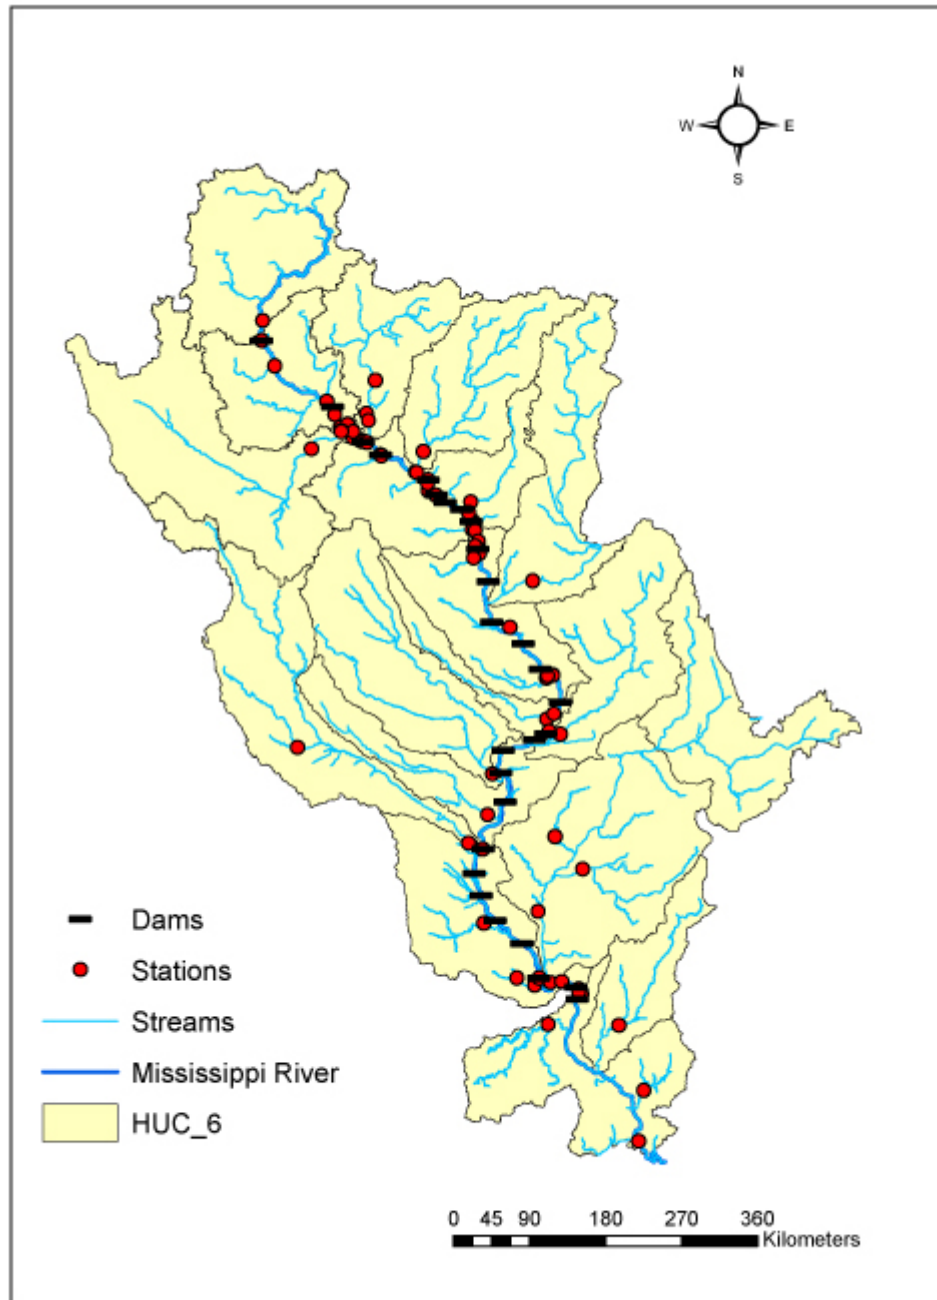 N
W E
S
Dams
Stations
Streams
Mississippi River
HUC_6
0 45 90 180 270 360
Kilometers